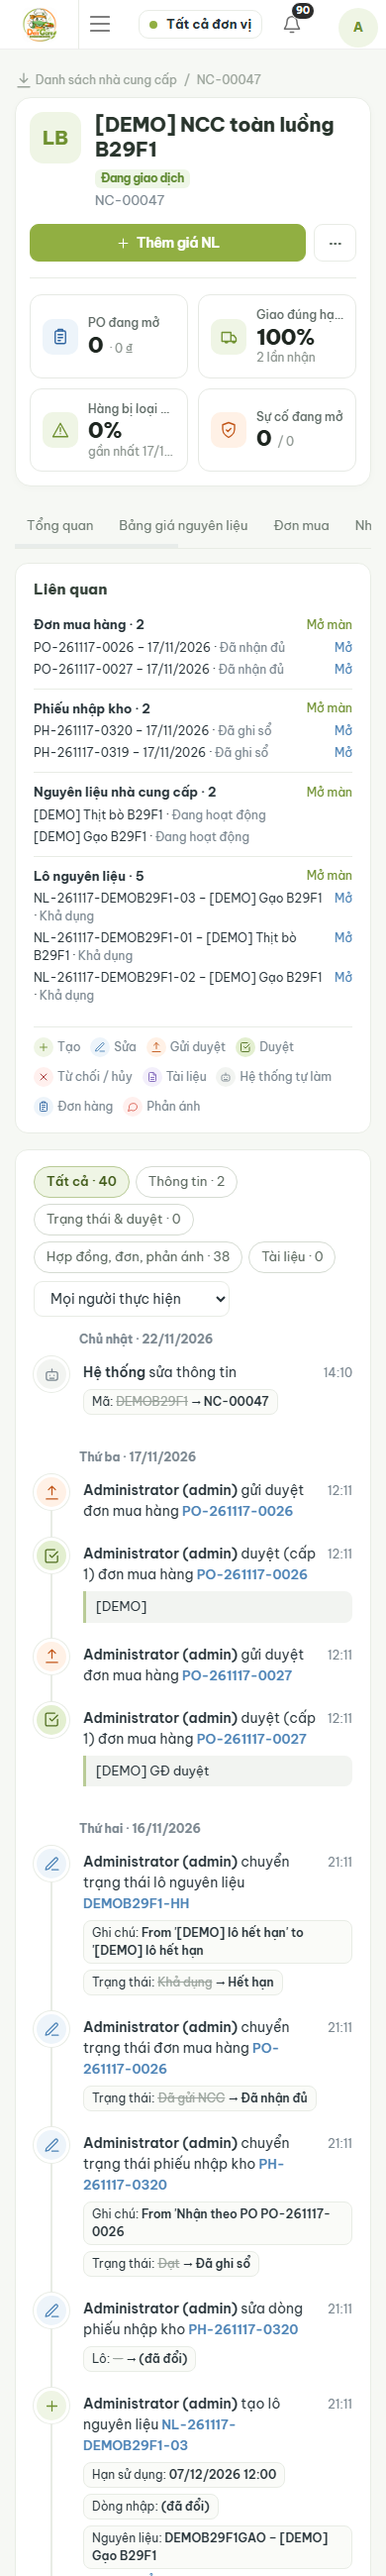 Tất cả đơn vị
90
A
Danh sách nhà cung cấp / NC-00047
LB
[DEMO] NCC toàn luồng
B29F1
Đang giao dịch
NC-00047
+ Thêm giá NL
...
PO đang mở
0 · 0 ₫
Giao đúng hạ...
100%
2 lần nhận
Hàng bị loại ...
0%
gần nhất 17/1...
Sự cố đang mở
0 / 0
Tổng quan
Bảng giá nguyên liệu
Đơn mua
Nh
Liên quan
Đơn mua hàng · 2 Mở màn
PO-261117-0026 – 17/11/2026 · Đã nhận đủ Mở
PO-261117-0027 – 17/11/2026 · Đã nhận đủ Mở
Phiếu nhập kho · 2 Mở màn
PH-261117-0320 – 17/11/2026 · Đã ghi sổ Mở
PH-261117-0319 – 17/11/2026 · Đã ghi sổ Mở
Nguyên liệu nhà cung cấp · 2 Mở màn
[DEMO] Thịt bò B29F1 · Đang hoạt động
[DEMO] Gạo B29F1 · Đang hoạt động
Lô nguyên liệu · 5 Mở màn
NL-261117-DEMOB29F1-03 – [DEMO] Gạo B29F1 Mở
· Khả dụng
NL-261117-DEMOB29F1-01 – [DEMO] Thịt bò Mở
B29F1 · Khả dụng
NL-261117-DEMOB29F1-02 – [DEMO] Gạo B29F1 Mở
· Khả dụng
Tạo Sửa Gửi duyệt Duyệt
Từ chối / hủy Tài liệu Hệ thống tự làm
Đơn hàng Phản ánh
Tất cả · 40 Thông tin · 2
Trạng thái & duyệt · 0
Hợp đồng, đơn, phản ánh · 38 Tài liệu · 0
Mọi người thực hiện
Chủ nhật · 22/11/2026
Hệ thống sửa thông tin 14:10
Mã: DEMOB29F1 → NC-00047
Thứ ba · 17/11/2026
Administrator (admin) gửi duyệt 12:11
đơn mua hàng PO-261117-0026
Administrator (admin) duyệt (cấp 12:11
1) đơn mua hàng PO-261117-0026
[DEMO]
Administrator (admin) gửi duyệt 12:11
đơn mua hàng PO-261117-0027
Administrator (admin) duyệt (cấp 12:11
1) đơn mua hàng PO-261117-0027
[DEMO] GĐ duyệt
Thứ hai · 16/11/2026
Administrator (admin) chuyển 21:11
trạng thái lô nguyên liệu
DEMOB29F1-HH
Ghi chú: From '[DEMO] lô hết hạn' to
'[DEMO] lô hết hạn
Trạng thái: Khả dụng → Hết hạn
Administrator (admin) chuyển 21:11
trạng thái đơn mua hàng PO-
261117-0026
Trạng thái: Đã gửi NCC → Đã nhận đủ
Administrator (admin) chuyển 21:11
trạng thái phiếu nhập kho PH-
261117-0320
Ghi chú: From 'Nhận theo PO PO-261117-
0026
Trạng thái: Đạt → Đã ghi sổ
Administrator (admin) sửa dòng 21:11
phiếu nhập kho PH-261117-0320
Lô: — → (đã đổi)
Administrator (admin) tạo lô 21:11
nguyên liệu NL-261117-
DEMOB29F1-03
Hạn sử dụng: 07/12/2026 12:00
Dòng nhập: (đã đổi)
Nguyên liệu: DEMOB29F1GAO – [DEMO]
Gạo B29F1